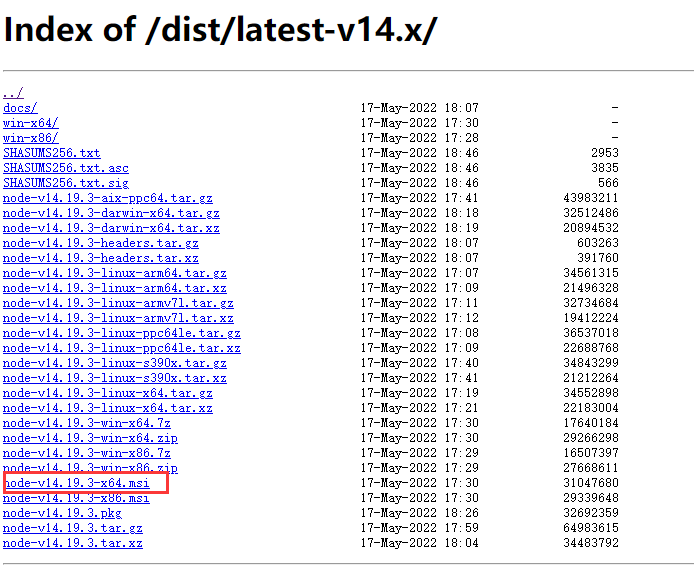 Index of /dist/latest-v14.x/
../
docs/ 17-May-2022 18:07 -
win-x64/ 17-May-2022 17:30 -
win-x86/ 17-May-2022 17:28 -
SHASUMS256.txt 17-May-2022 18:46 2953
SHASUMS256.txt.asc 17-May-2022 18:46 3835
SHASUMS256.txt.sig 17-May-2022 18:46 566
node-v14.19.3-aix-ppc64.tar.gz 17-May-2022 17:41 43983211
node-v14.19.3-darwin-x64.tar.gz 17-May-2022 18:18 32512486
node-v14.19.3-darwin-x64.tar.xz 17-May-2022 18:19 20894532
node-v14.19.3-headers.tar.gz 17-May-2022 18:07 603263
node-v14.19.3-headers.tar.xz 17-May-2022 18:07 391760
node-v14.19.3-linux-arm64.tar.gz 17-May-2022 17:07 34561315
node-v14.19.3-linux-arm64.tar.xz 17-May-2022 17:09 21496328
node-v14.19.3-linux-armv7l.tar.gz 17-May-2022 17:11 32734684
node-v14.19.3-linux-armv7l.tar.xz 17-May-2022 17:12 19412224
node-v14.19.3-linux-ppc64le.tar.gz 17-May-2022 17:08 36537018
node-v14.19.3-linux-ppc64le.tar.xz 17-May-2022 17:09 22688768
node-v14.19.3-linux-s390x.tar.gz 17-May-2022 17:40 34843299
node-v14.19.3-linux-s390x.tar.xz 17-May-2022 17:41 21212264
node-v14.19.3-linux-x64.tar.gz 17-May-2022 17:19 34552898
node-v14.19.3-linux-x64.tar.xz 17-May-2022 17:21 22183004
node-v14.19.3-win-x64.7z 17-May-2022 17:30 17640184
node-v14.19.3-win-x64.zip 17-May-2022 17:30 29266298
node-v14.19.3-win-x86.7z 17-May-2022 17:29 16507397
node-v14.19.3-win-x86.zip 17-May-2022 17:29 27668611
node-v14.19.3-x64.msi 17-May-2022 17:30 31047680
node-v14.19.3-x86.msi 17-May-2022 17:30 29339648
node-v14.19.3.pkg 17-May-2022 18:26 32692359
node-v14.19.3.tar.gz 17-May-2022 17:59 64983615
node-v14.19.3.tar.xz 17-May-2022 18:04 34483792